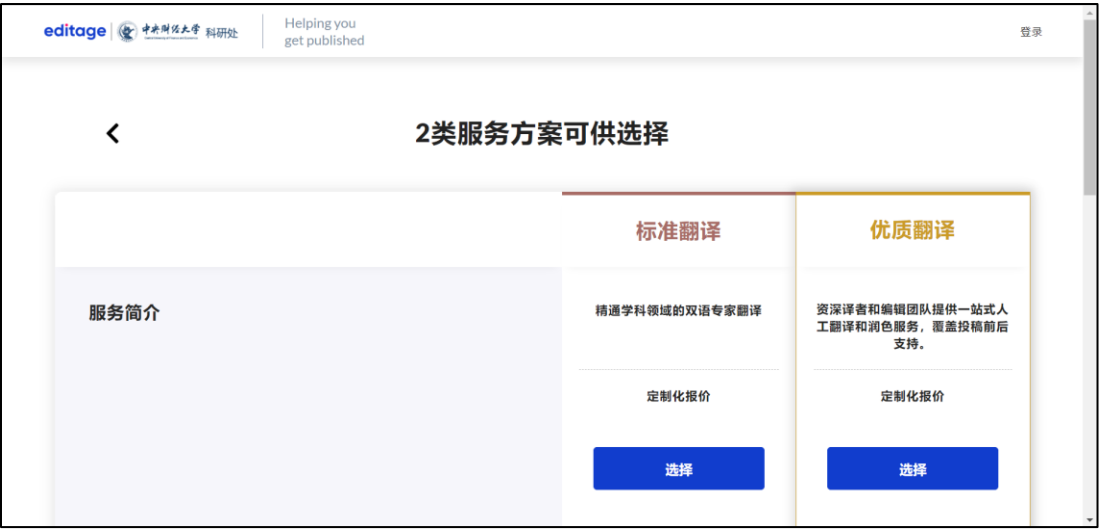 editage
中央财经大学
科研处
Helping you
get published
登录
2类服务方案可供选择
标准翻译
优质翻译
服务简介
精通学科领域的双语专家翻译
资深译者和编辑团队提供一站式人
工翻译和润色服务，覆盖投稿前后
支持。
定制化报价
定制化报价
选择
选择